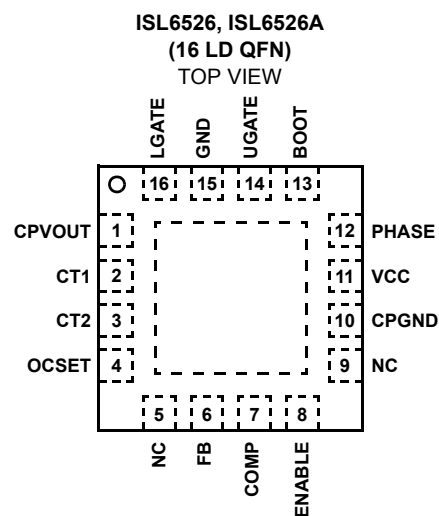 ISL6526, ISL6526A
(16 LD QFN)
TOP VIEW
LGATE
GND
UGATE
BOOT
16
15
14
13
CPVOUT 1
12 PHASE
CT1 2
11 VCC
CT2 3
10 CPGND
OCSET 4
9 NC
5
6
7
8
NC
FB
COMP
ENABLE